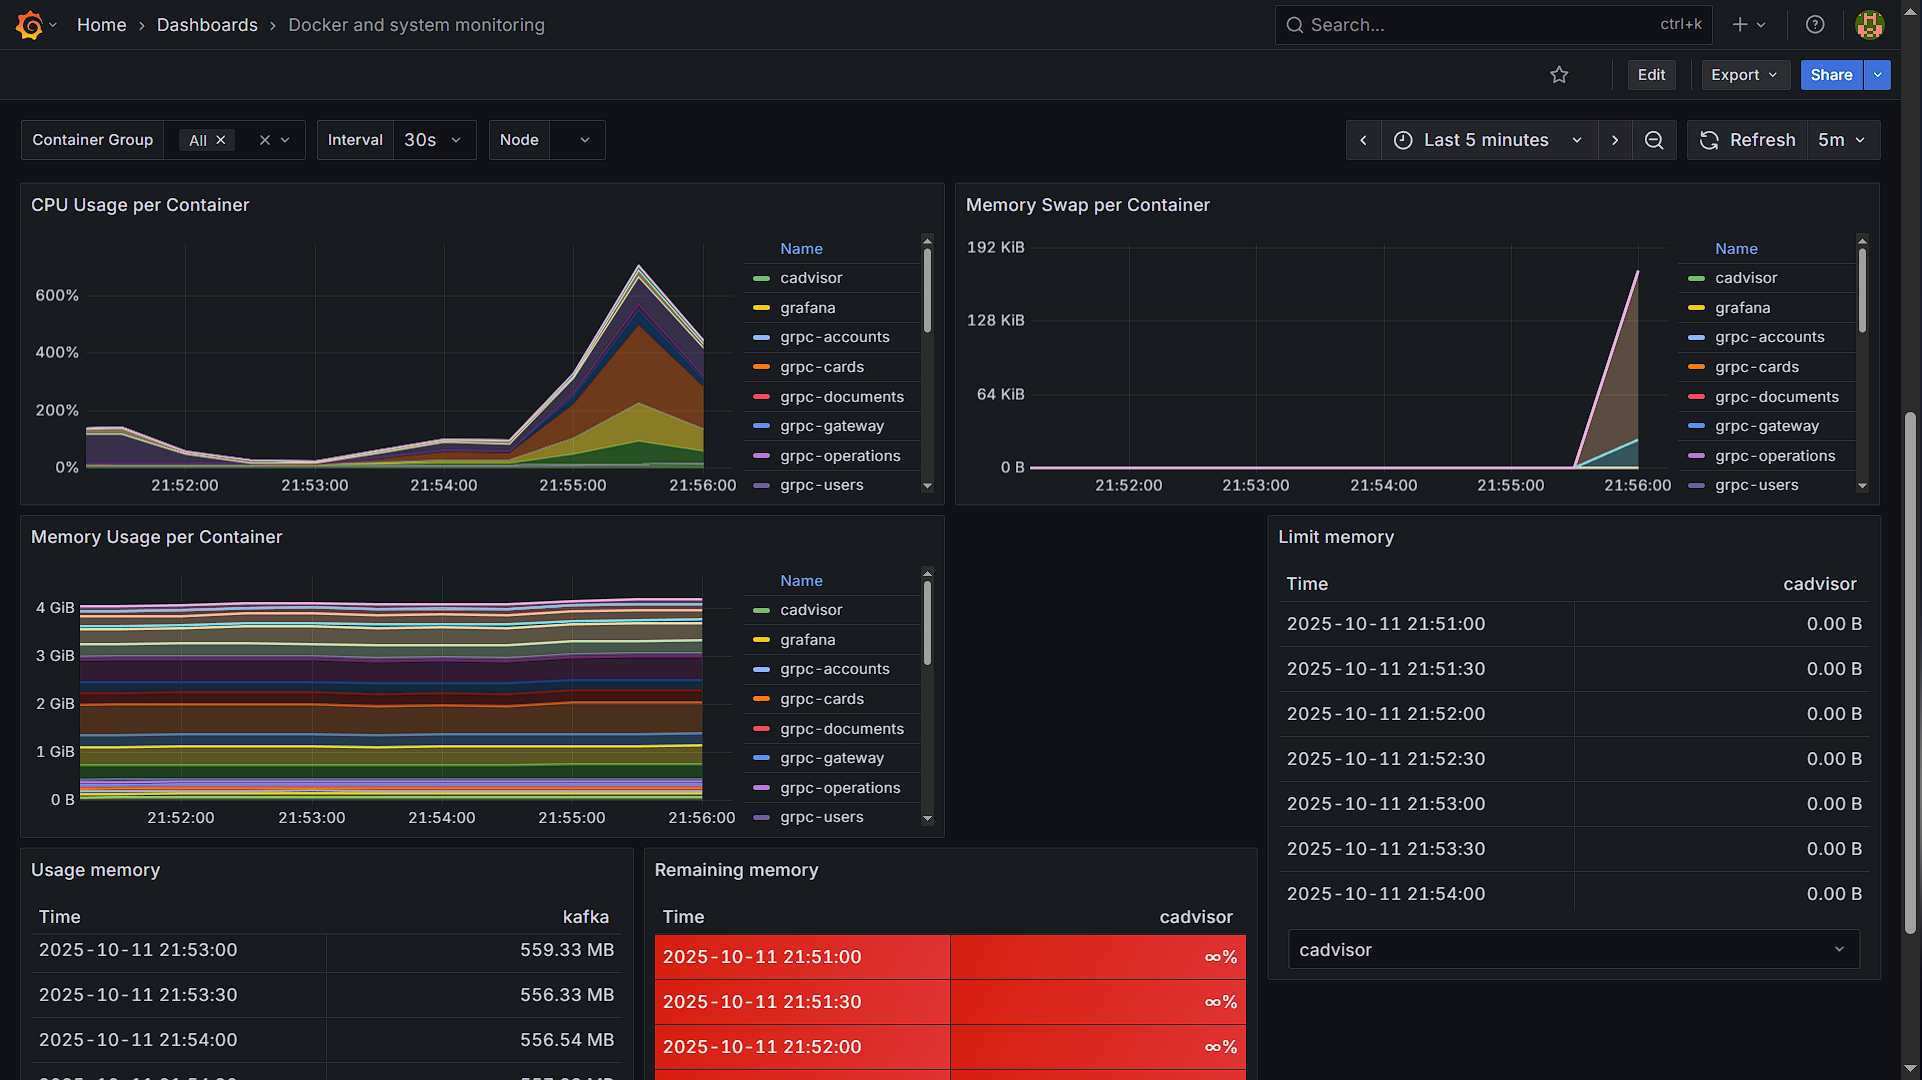 Home › Dashboards › Docker and system monitoring
Search...
ctrl+k
Edit
Export
Share
Container Group
All
Interval
30s
Node
Last 5 minutes
Refresh
5m
CPU Usage per Container
600%
400%
200%
0%
21:52:00 21:53:00 21:54:00 21:55:00 21:56:00
Name
cadvisor
grafana
grpc-accounts
grpc-cards
grpc-documents
grpc-gateway
grpc-operations
grpc-users
Memory Swap per Container
192 KiB
128 KiB
64 KiB
0 B
21:52:00 21:53:00 21:54:00 21:55:00 21:56:00
Name
cadvisor
grafana
grpc-accounts
grpc-cards
grpc-documents
grpc-gateway
grpc-operations
grpc-users
Memory Usage per Container
4 GiB
3 GiB
2 GiB
1 GiB
0 B
21:52:00 21:53:00 21:54:00 21:55:00 21:56:00
Name
cadvisor
grafana
grpc-accounts
grpc-cards
grpc-documents
grpc-gateway
grpc-operations
grpc-users
Limit memory
Time cadvisor
2025-10-11 21:51:00 0.00 B
2025-10-11 21:51:30 0.00 B
2025-10-11 21:52:00 0.00 B
2025-10-11 21:52:30 0.00 B
2025-10-11 21:53:00 0.00 B
2025-10-11 21:53:30 0.00 B
2025-10-11 21:54:00 0.00 B
cadvisor
Usage memory
Time kafka
2025-10-11 21:53:00 559.33 MB
2025-10-11 21:53:30 556.33 MB
2025-10-11 21:54:00 556.54 MB
Remaining memory
Time cadvisor
2025-10-11 21:51:00 ∞%
2025-10-11 21:51:30 ∞%
2025-10-11 21:52:00 ∞%